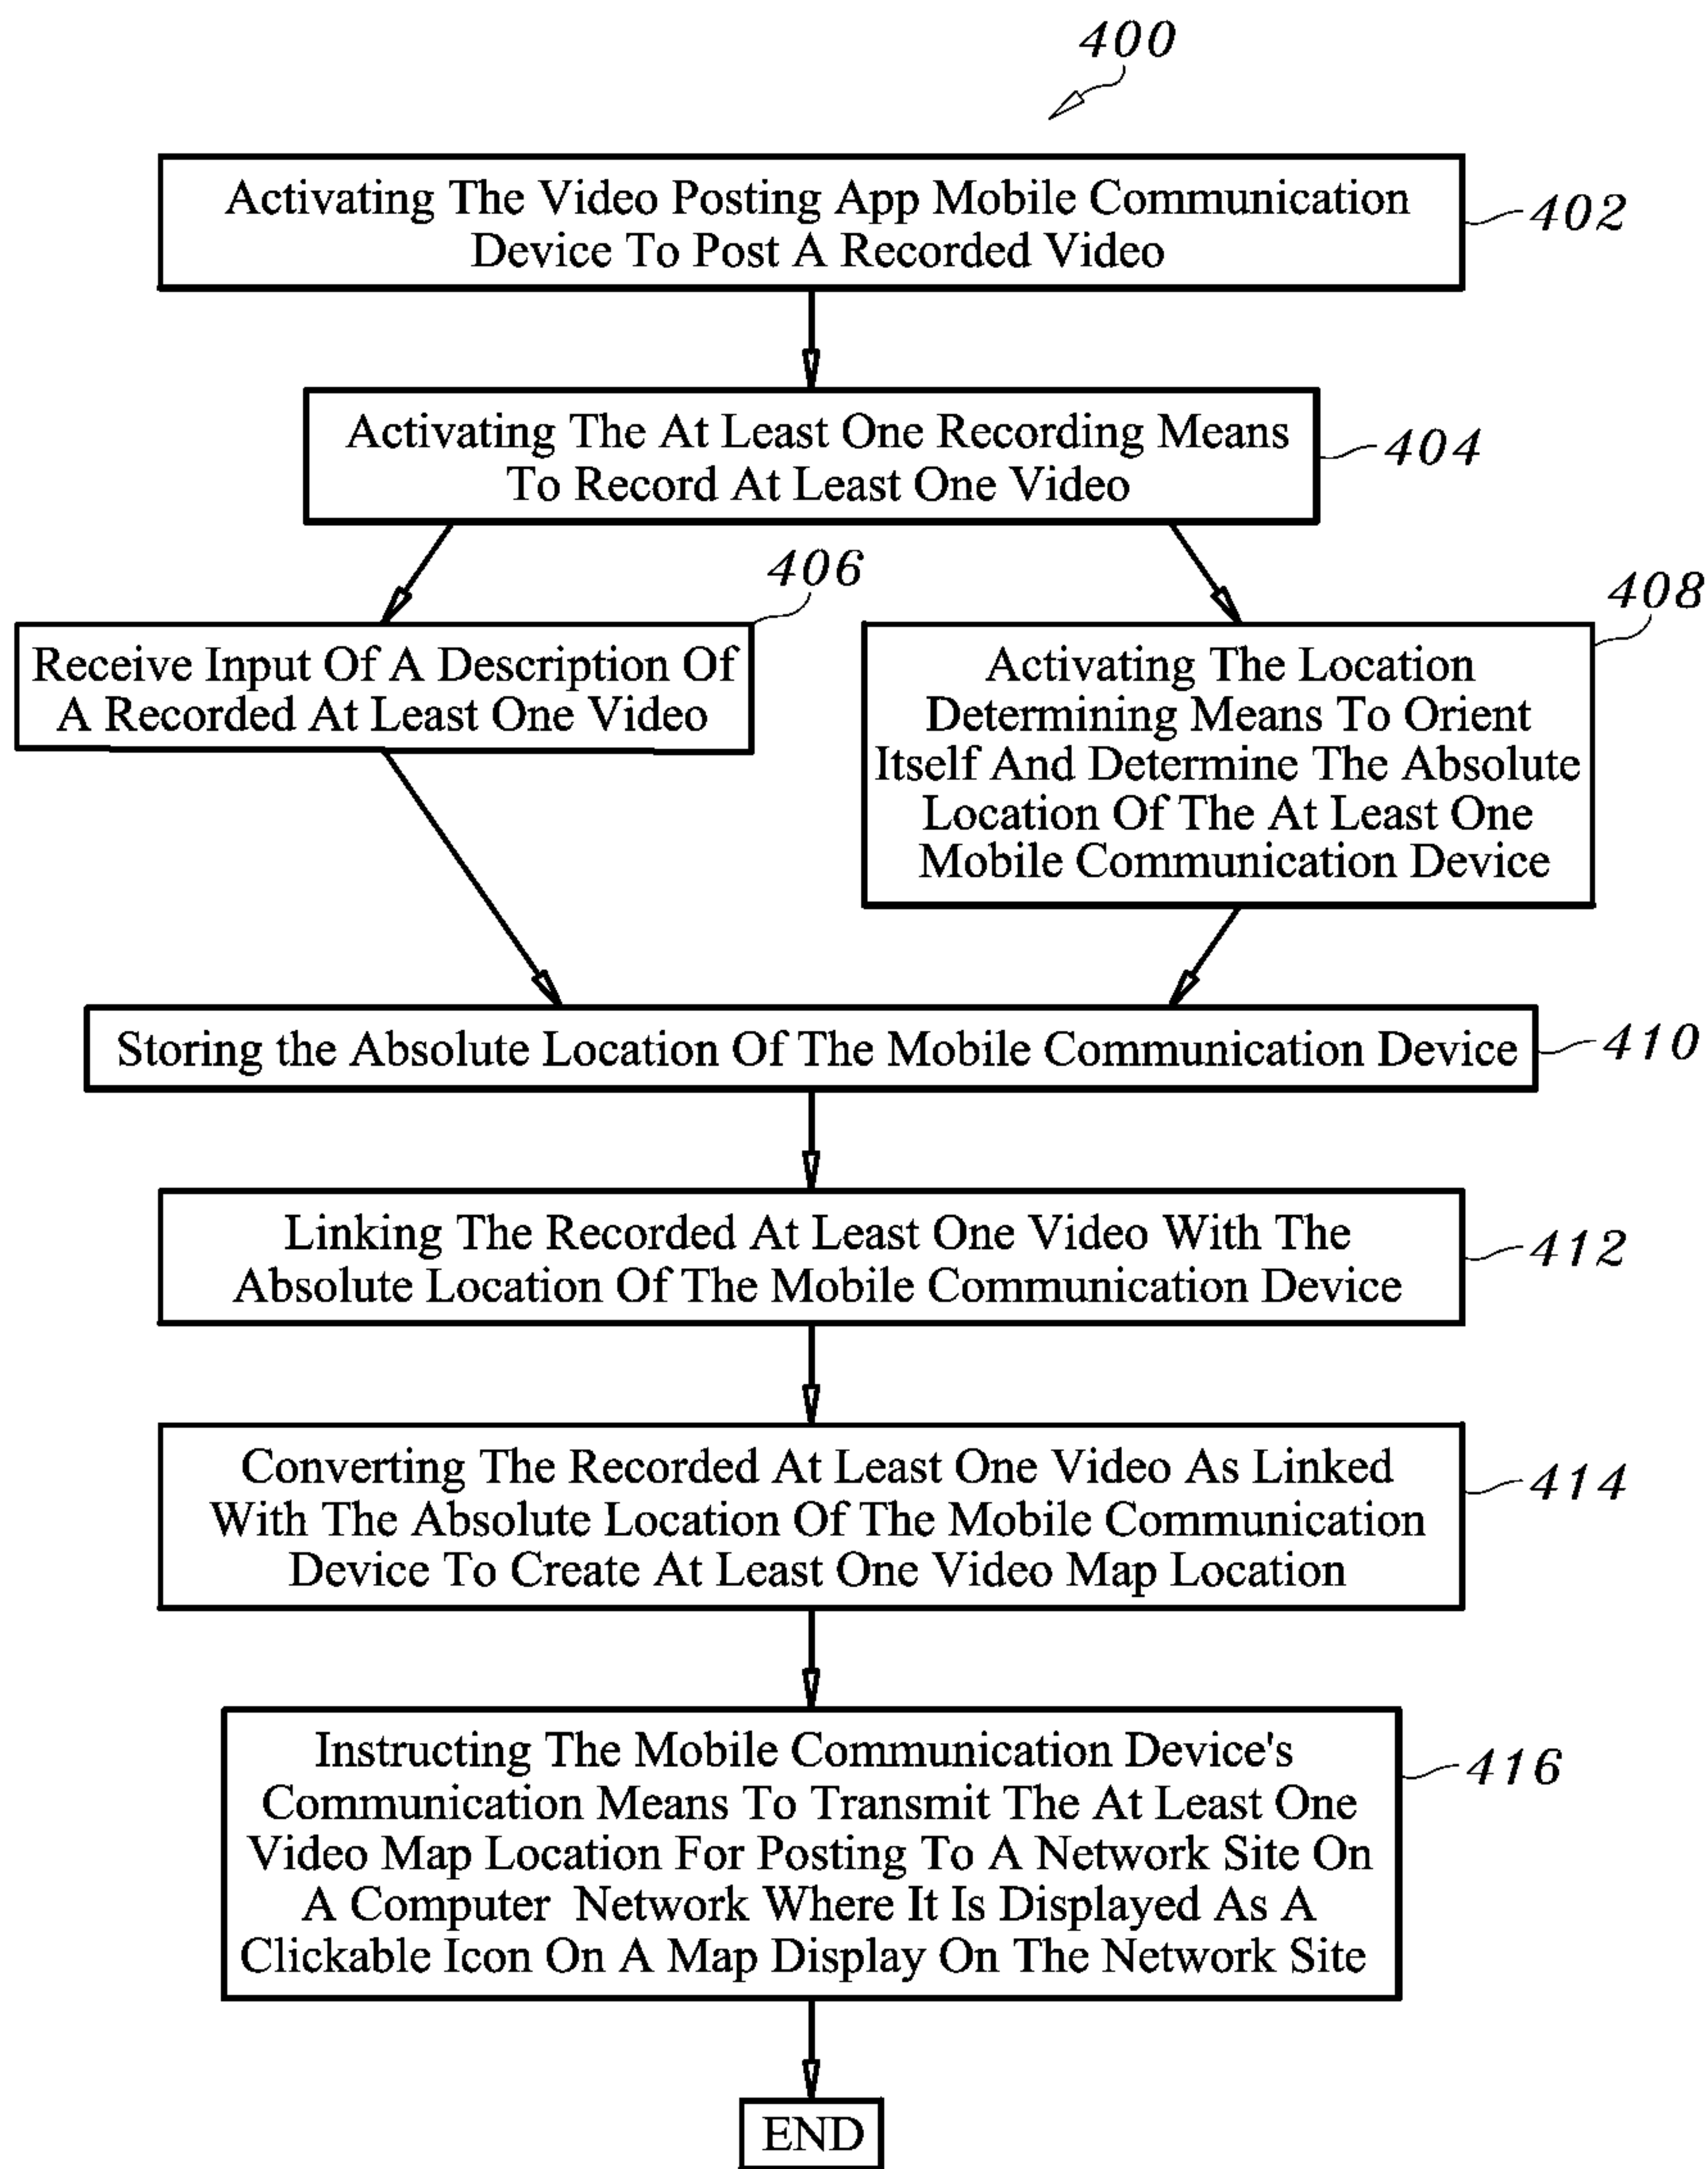 400
Activating The Video Posting App Mobile Communication
Device To Post A Recorded Video
402
Activating The At Least One Recording Means
To Record At Least One Video
404
406
Receive Input Of A Description Of
A Recorded At Least One Video
408
Activating The Location
Determining Means To Orient
Itself And Determine The Absolute
Location Of The At Least One
Mobile Communication Device
Storing the Absolute Location Of The Mobile Communication Device
410
Linking The Recorded At Least One Video With The
Absolute Location Of The Mobile Communication Device
412
Converting The Recorded At Least One Video As Linked
With The Absolute Location Of The Mobile Communication
Device To Create At Least One Video Map Location
414
Instructing The Mobile Communication Device's
Communication Means To Transmit The At Least One
Video Map Location For Posting To A Network Site On
A Computer Network Where It Is Displayed As A
Clickable Icon On A Map Display On The Network Site
416
END